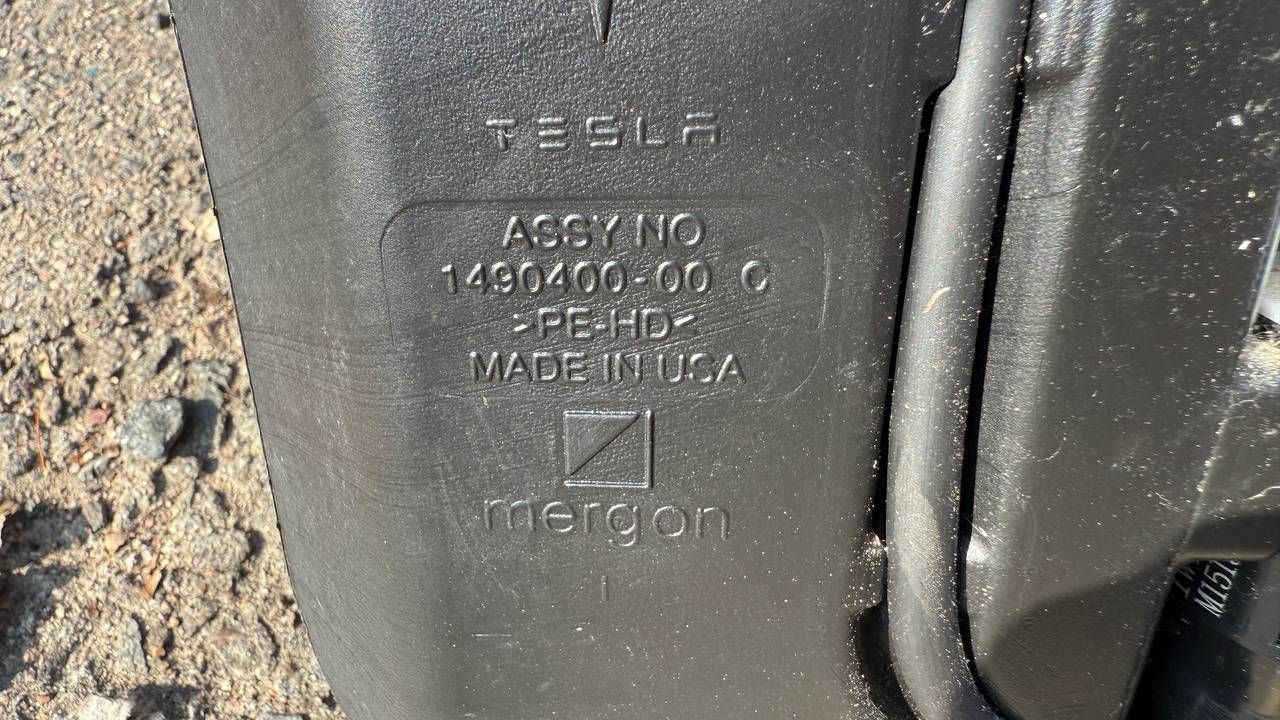 TESLA
ASSY NO
1490400-00 C
>PE-HD<
MADE IN USA
mergon